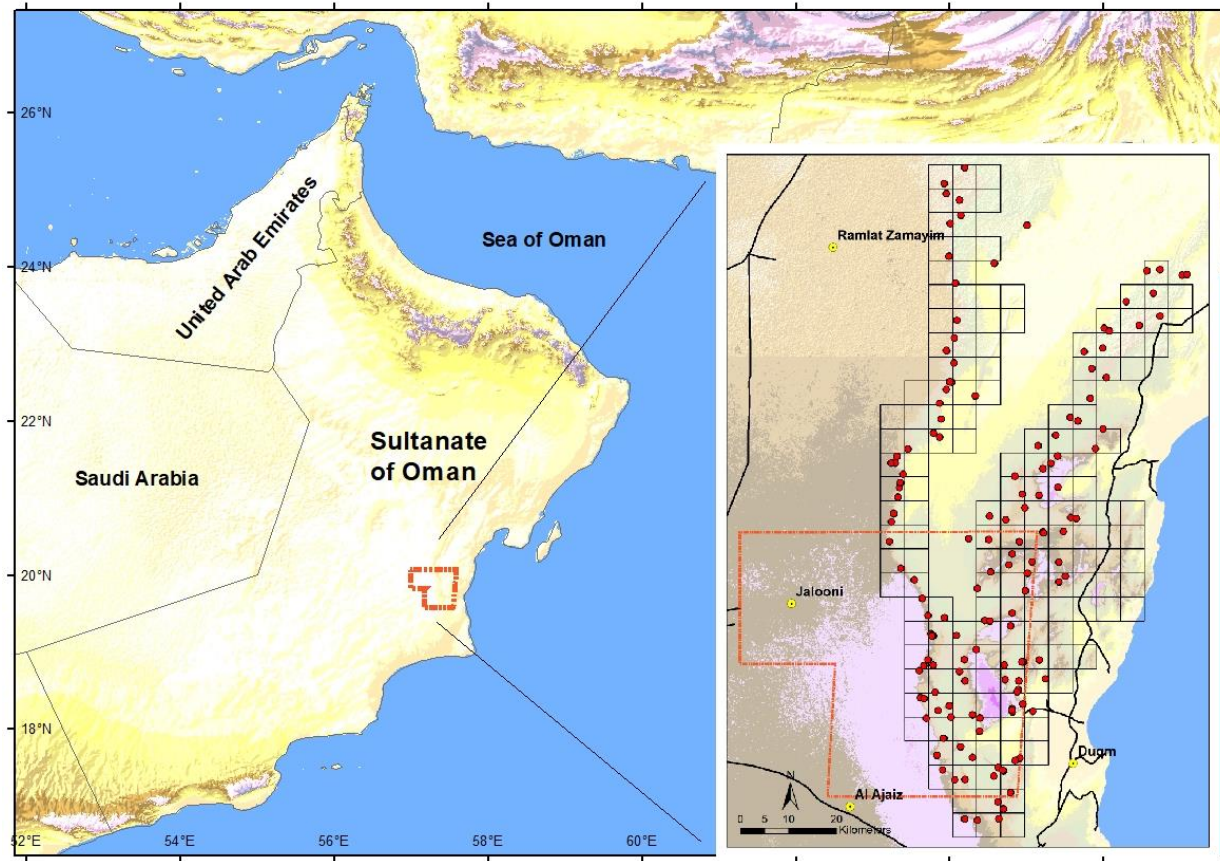 26°N
24°N
22°N
20°N
18°N
52°E
54°E
56°E
58°E
60°E
United Arab Emirates
Sea of Oman
Sultanate
of Oman
Saudi Arabia
Ramlat Zamayim
Jalooni
Duqm
Al Ajaiz
N
0 5 10 20
Kilometers